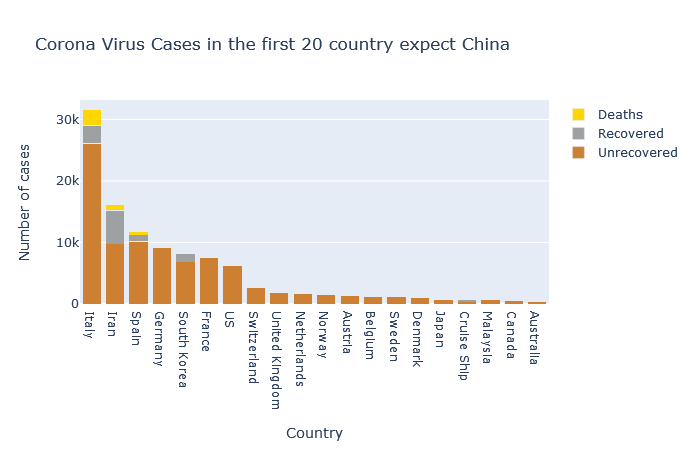 Corona Virus Cases in the first 20 country expect China
Deaths
Recovered
Unrecovered
Number of cases
30k
20k
10k
0
Italy
Iran
Spain
Germany
South Korea
France
US
Switzerland
United Kingdom
Netherlands
Norway
Austria
Belgium
Sweden
Denmark
Japan
Cruise Ship
Malaysia
Canada
Australia
Country